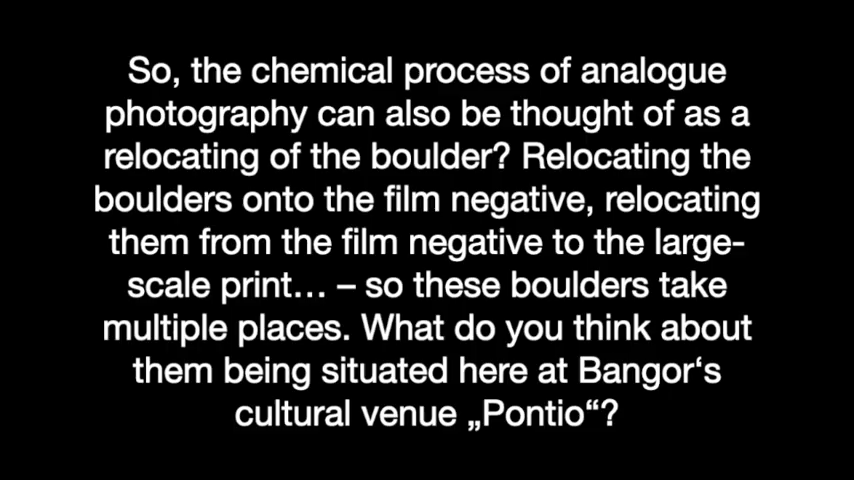 So, the chemical process of analogue
photography can also be thought of as a
relocating of the boulder? Relocating the
boulders onto the film negative, relocating
them from the film negative to the large-
scale print… – so these boulders take
multiple places. What do you think about
them being situated here at Bangor‘s
cultural venue „Pontio“?